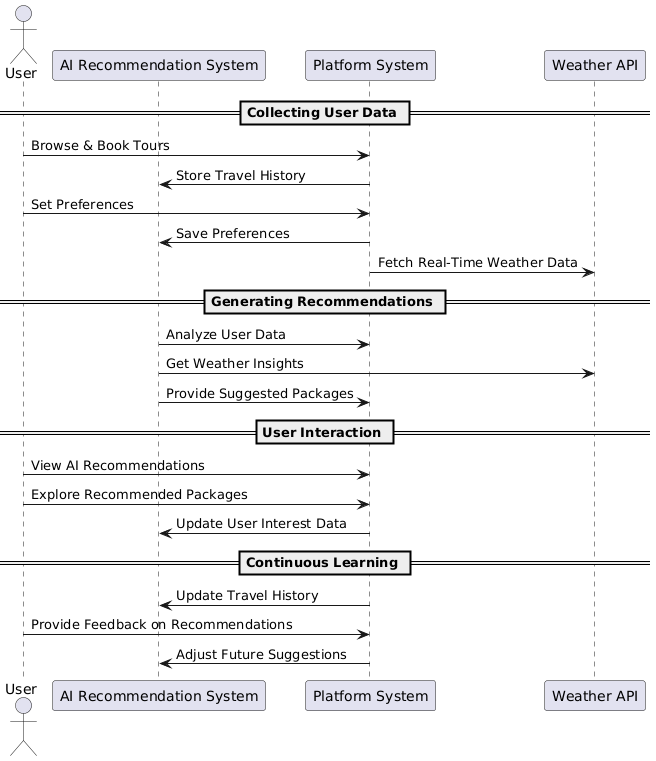 User
AI Recommendation System
Platform System
Weather API
Collecting User Data
Browse & Book Tours
Store Travel History
Set Preferences
Save Preferences
Fetch Real-Time Weather Data
Generating Recommendations
Analyze User Data
Get Weather Insights
Provide Suggested Packages
User Interaction
View AI Recommendations
Explore Recommended Packages
Update User Interest Data
Continuous Learning
Update Travel History
Provide Feedback on Recommendations
Adjust Future Suggestions
User
AI Recommendation System
Platform System
Weather API